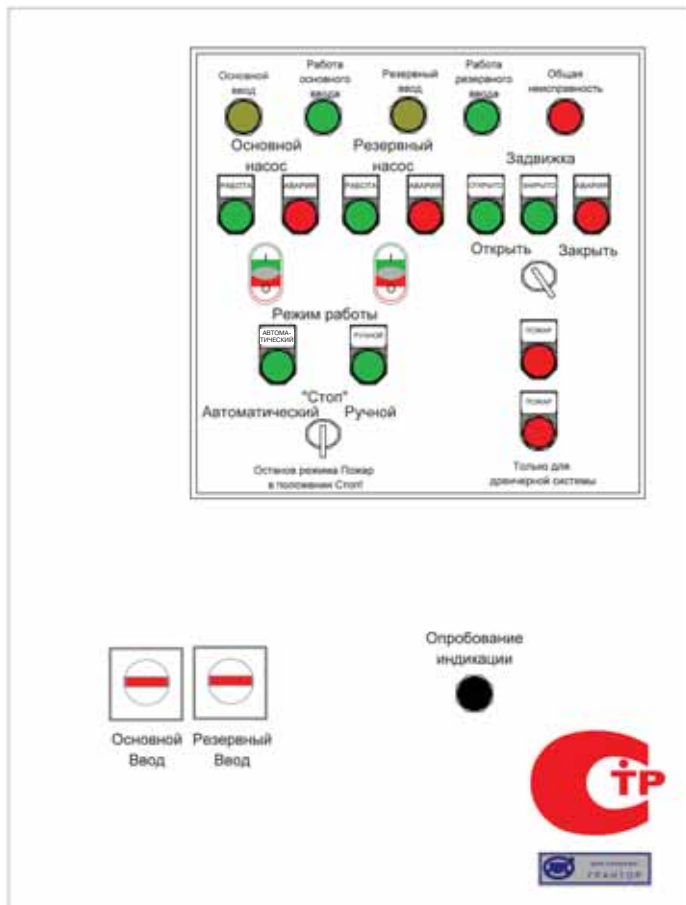 Основной
ввод
Работа
основного
ввода
Резервный
ввод
Работа
резервного
ввода
Общая
неисправность
Основной
насос
Резервный
насос
Задвижка
РАБОТА
АВАРИЯ
РАБОТА
АВАРИЯ
ОТКРЫТО
ЗАКРЫТО
АВАРИЯ
Открыть
Закрыть
I
O
I
O
Режим работы
АВТОМА-
ТИЧЕСКИЙ
РУЧНОЙ
ПОЖАР
"Стоп"
Автоматический
Ручной
ПОЖАР
Останов режима Пожар
в положении Стоп!
Только для
дренчерной системы
Опробование
индикации
Основной
Ввод
Резервный
Ввод
СТР
ГРАНТОР